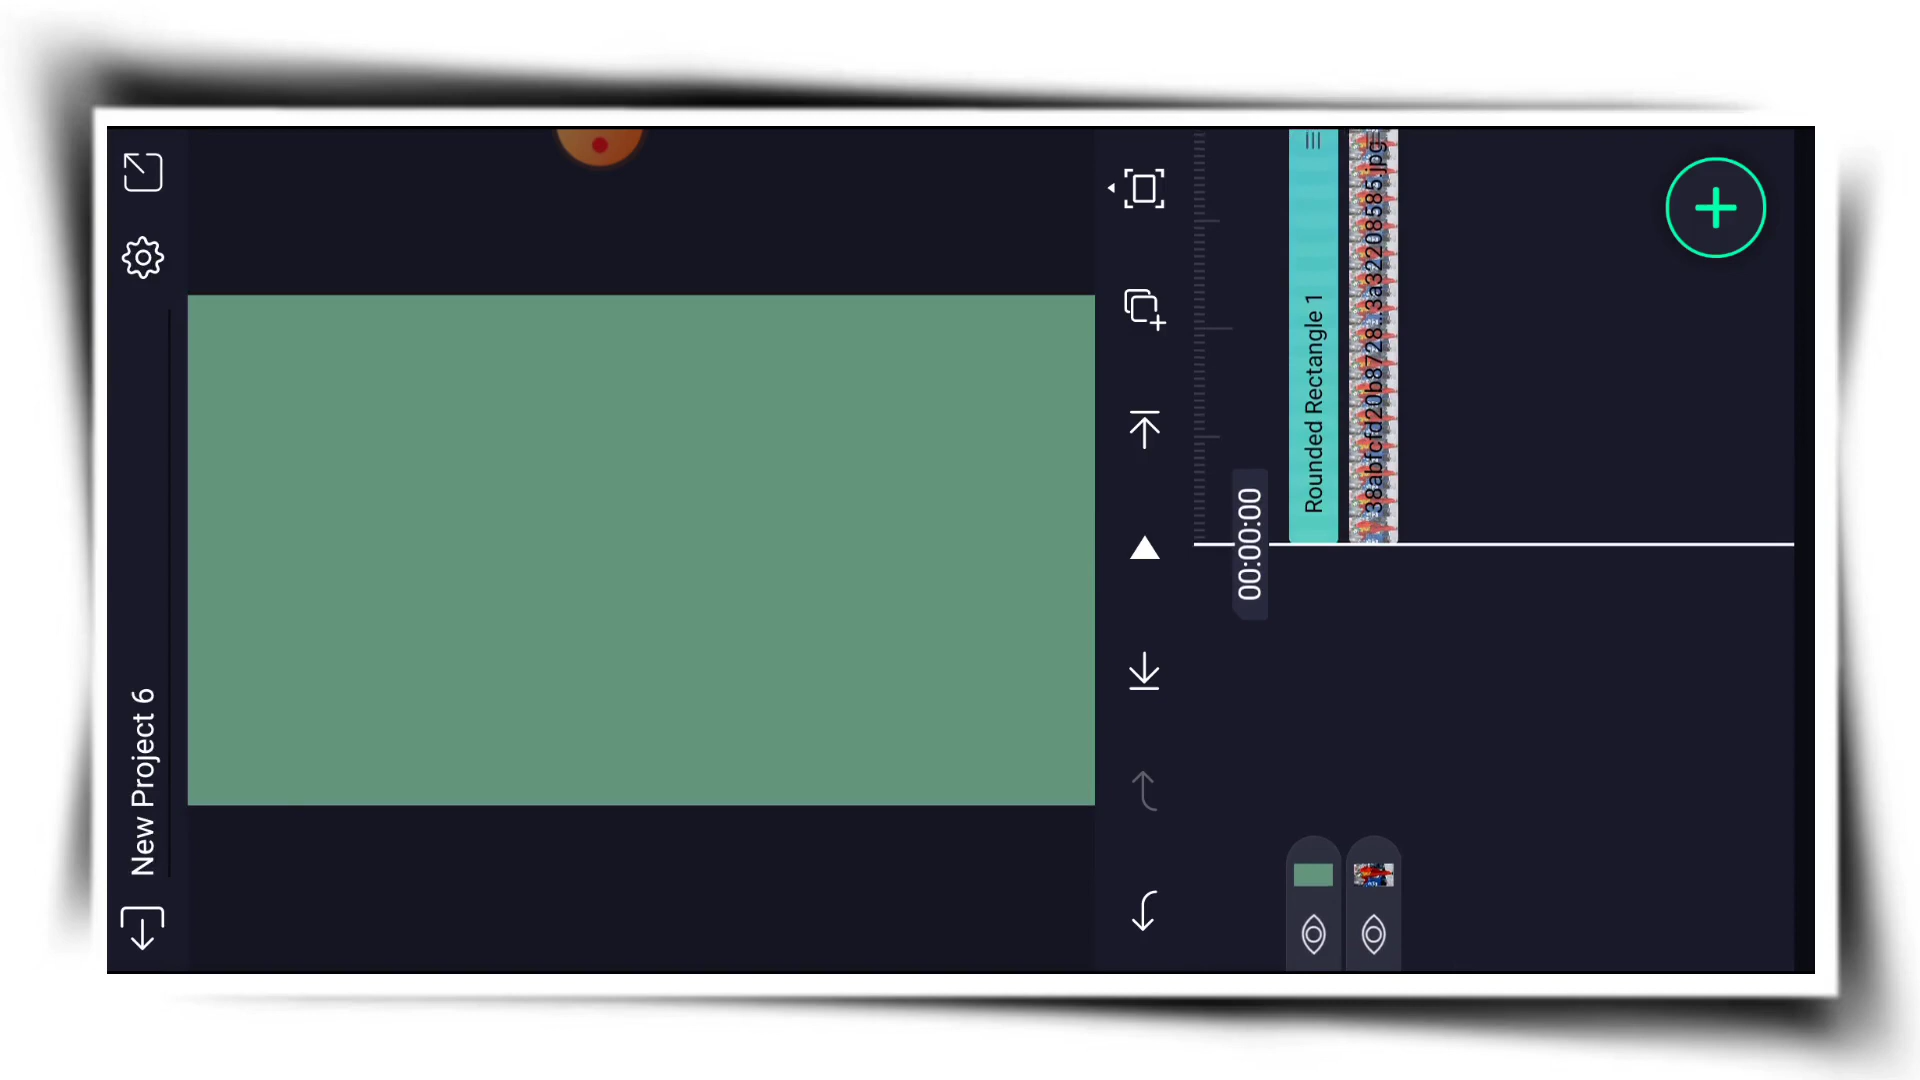 New Project 6
00:00:00
Rounded Rectangle 1
38abfcfd20b8728...3a32208585.jpg